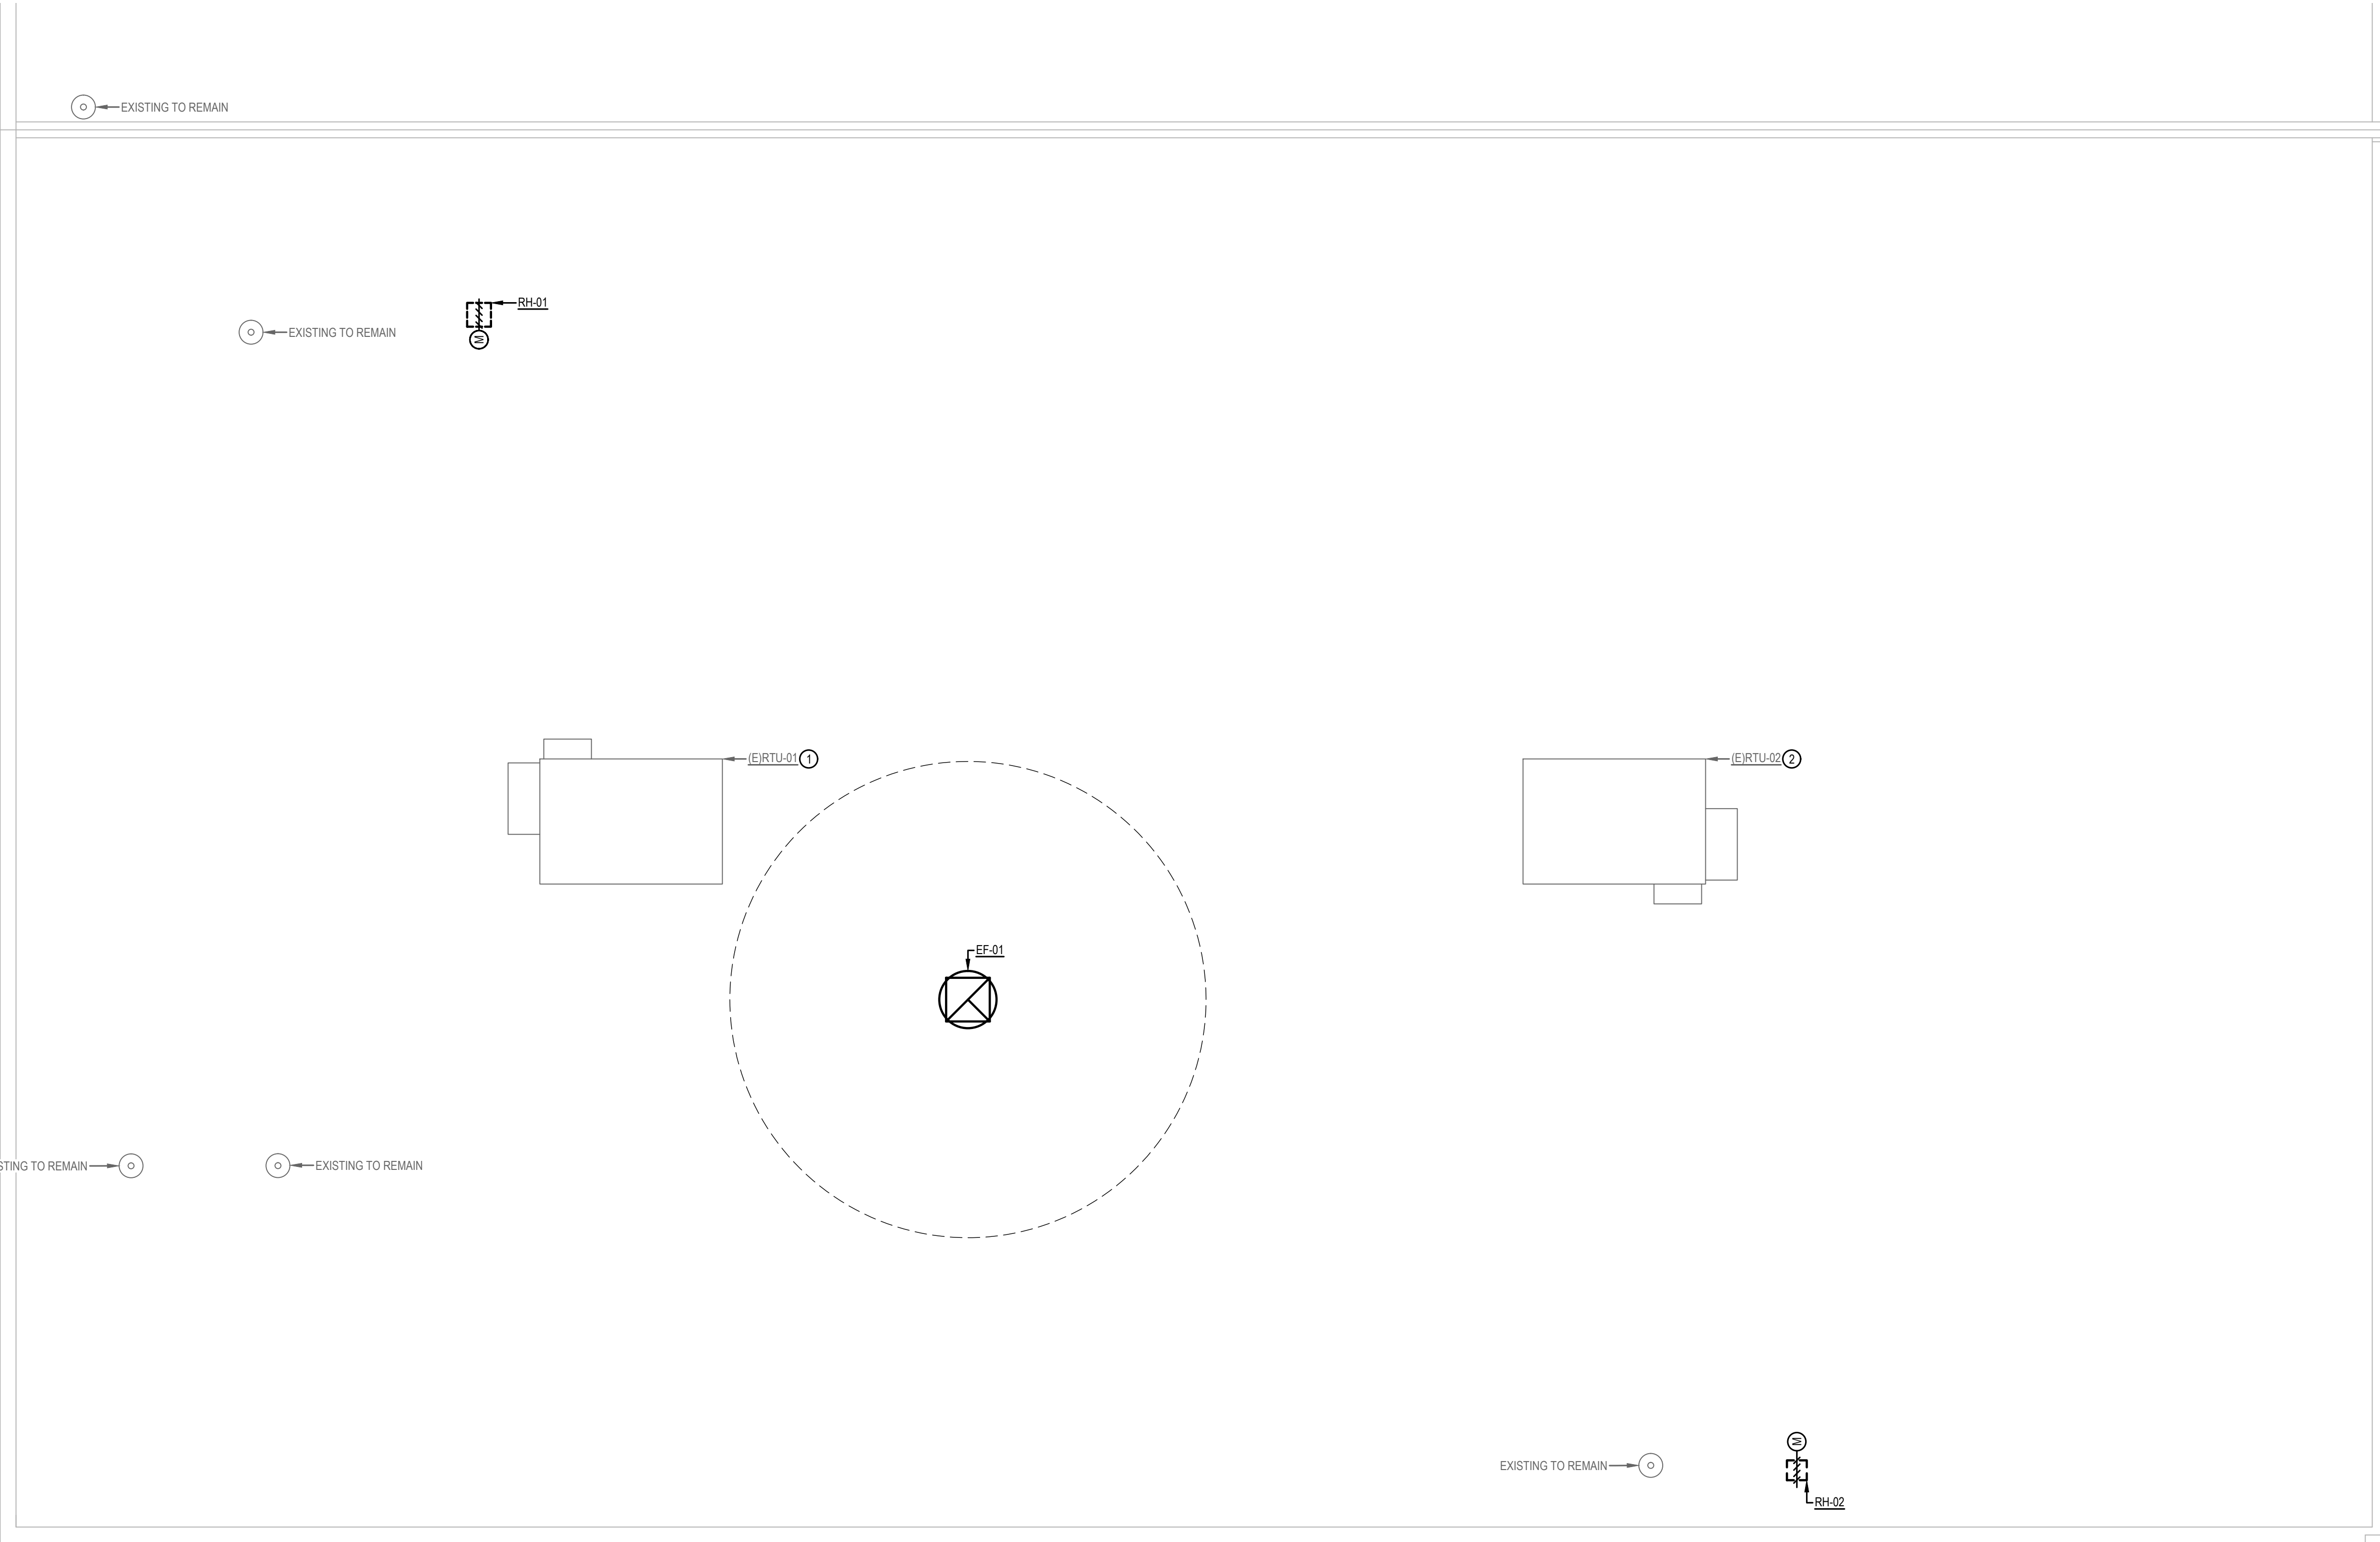 EXISTING TO REMAIN
RH-01
M
EXISTING TO REMAIN
(E)RTU-01 1
(E)RTU-02 2
EF-01
TO REMAIN
EXISTING TO REMAIN
M
EXISTING TO REMAIN
RH-02